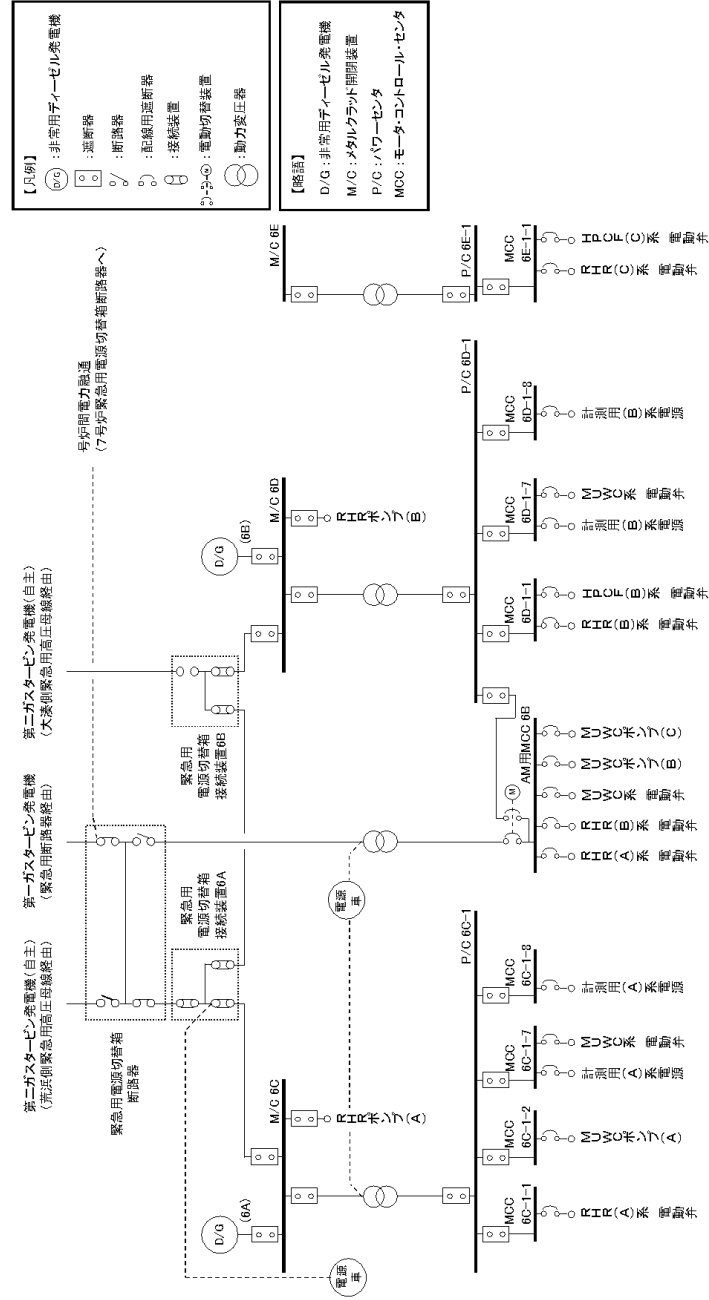 【凡例】
D/G
:非常用ディーゼル発電機
:遮断器
:断路器
:配線用遮断器
:接続装置
M
:電動切替装置
:動力変圧器
【略語】
D/G:非常用ディーゼル発電機
M/C:メタルクラッド開閉装置
P/C:パワーセンタ
MCC:モータ・コントロール・センタ
第二ガスタービン発電機(自主)
(荒浜側緊急用高圧母線経由)
第一ガスタービン発電機
(緊急用断路器経由)
第二ガスタービン発電機(自主)
(大湊側緊急用高圧母線経由)
号炉間電力融通
(7号炉緊急用電源切替箱断路器へ)
緊急用電源切替箱
断路器
緊急用
電源切替箱
接続装置6A
緊急用
電源切替箱
接続装置6B
D/G
(6A)
M/C 6C
RHRポンプ(A)
D/G
(6B)
M/C 6D
RHRポンプ(B)
M/C 6E
電源
車
電源
車
P/C 6C-1
MCC
6C-1-1
RHR(A)系 電動弁
MCC
6C-1-2
MUWCポンプ(A)
MCC
6C-1-7
計測用(A)系電源
MUWC系 電動弁
MCC
6C-1-8
計測用(A)系電源
M
AM用MCC 6B
RHR(A)系 電動弁
RHR(B)系 電動弁
MUWC系 電動弁
MUWCポンプ(B)
MUWCポンプ(C)
P/C 6D-1
MCC
6D-1-1
RHR(B)系 電動弁
HPCF(B)系 電動弁
MCC
6D-1-7
計測用(B)系電源
MUWC系 電動弁
MCC
6D-1-8
計測用(B)系電源
P/C 6E-1
MCC
6E-1-1
RHR(C)系 電動弁
HPCF(C)系 電動弁